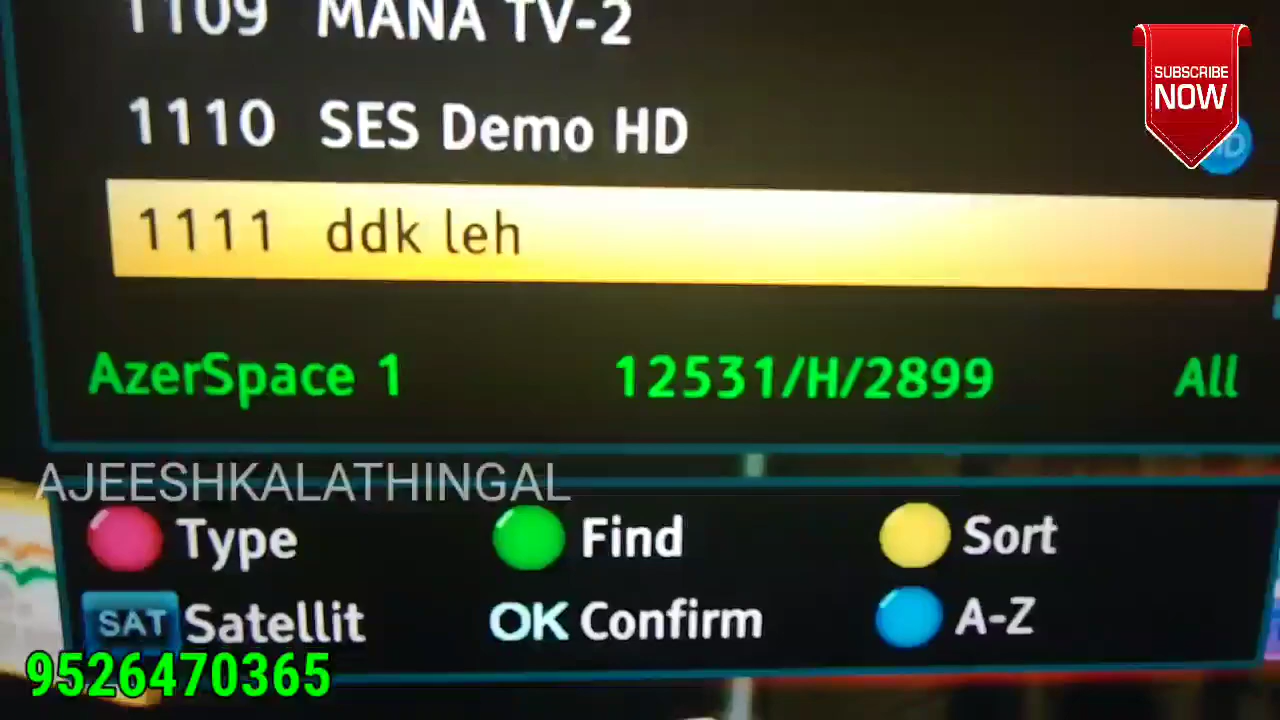 1109 MANA TV-2
SUBSCRIBE
NOW
1110 SES Demo HD
1111 ddk leh
AzerSpace 1 12531/H/2899 All
AJEESHKALATHINGAL
Type Find Sort
SAT Satellit OK Confirm A-Z
9526470365